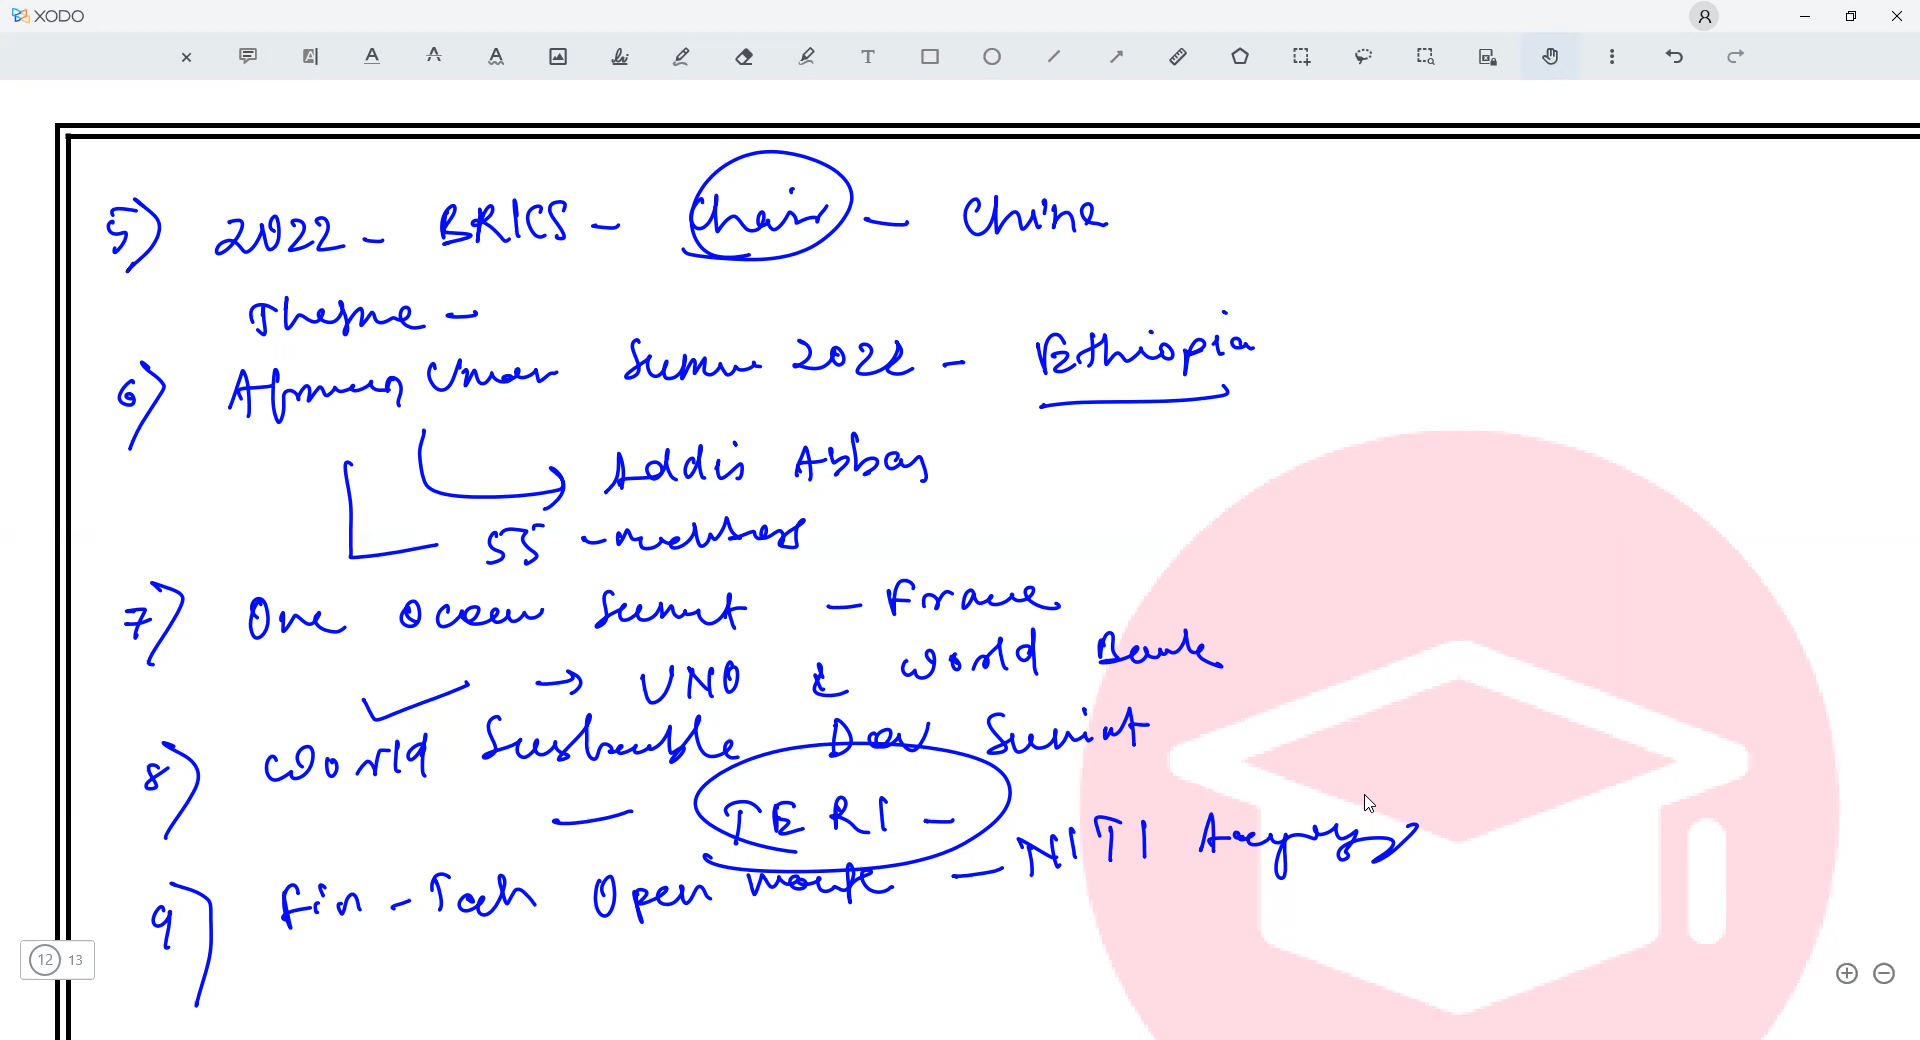 XODO
5) 2022 - BRICS - Chair - China
Theme -
6) African Union Summit 2022 - Ethiopia
Addis Abbas
55 - members
7) One Ocean Summit - France
→ UNO & World Bank
8) World Sustainable Dev Summit
- TERI -
9) Fin - Tech Open month - NITI Aayog
12 13